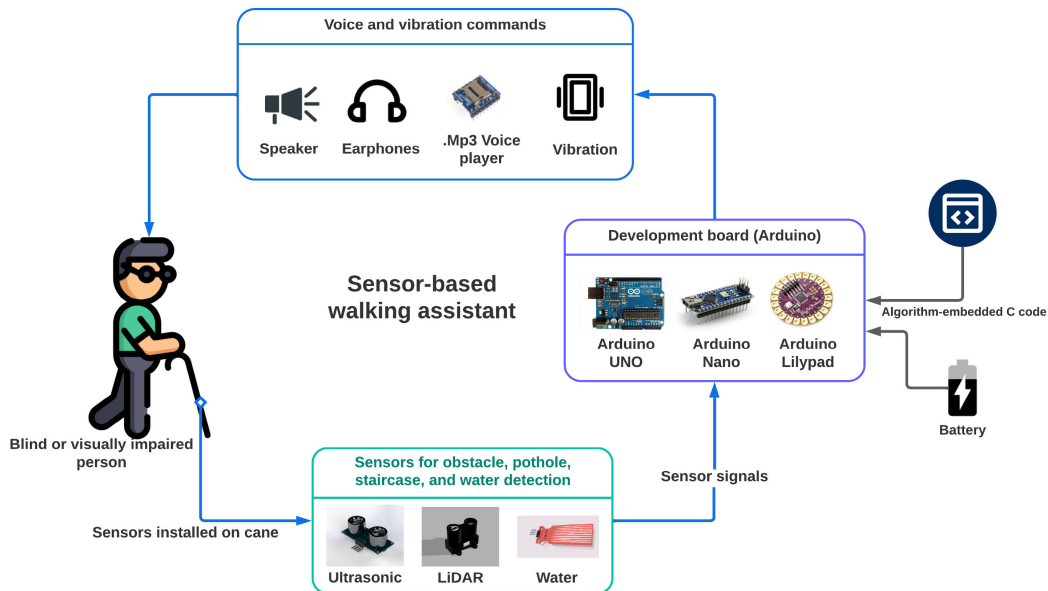 Voice and vibration commands
Speaker
Earphones
.Mp3 Voice
player
Vibration
Development board (Arduino)
Arduino
UNO
Arduino
Nano
Arduino
Lilypad
Algorithm-embedded C code
Battery
Sensor-based
walking assistant
Blind or visually impaired
person
Sensors installed on cane
Sensors for obstacle, pothole,
staircase, and water detection
Ultrasonic
LiDAR
Water
Sensor signals